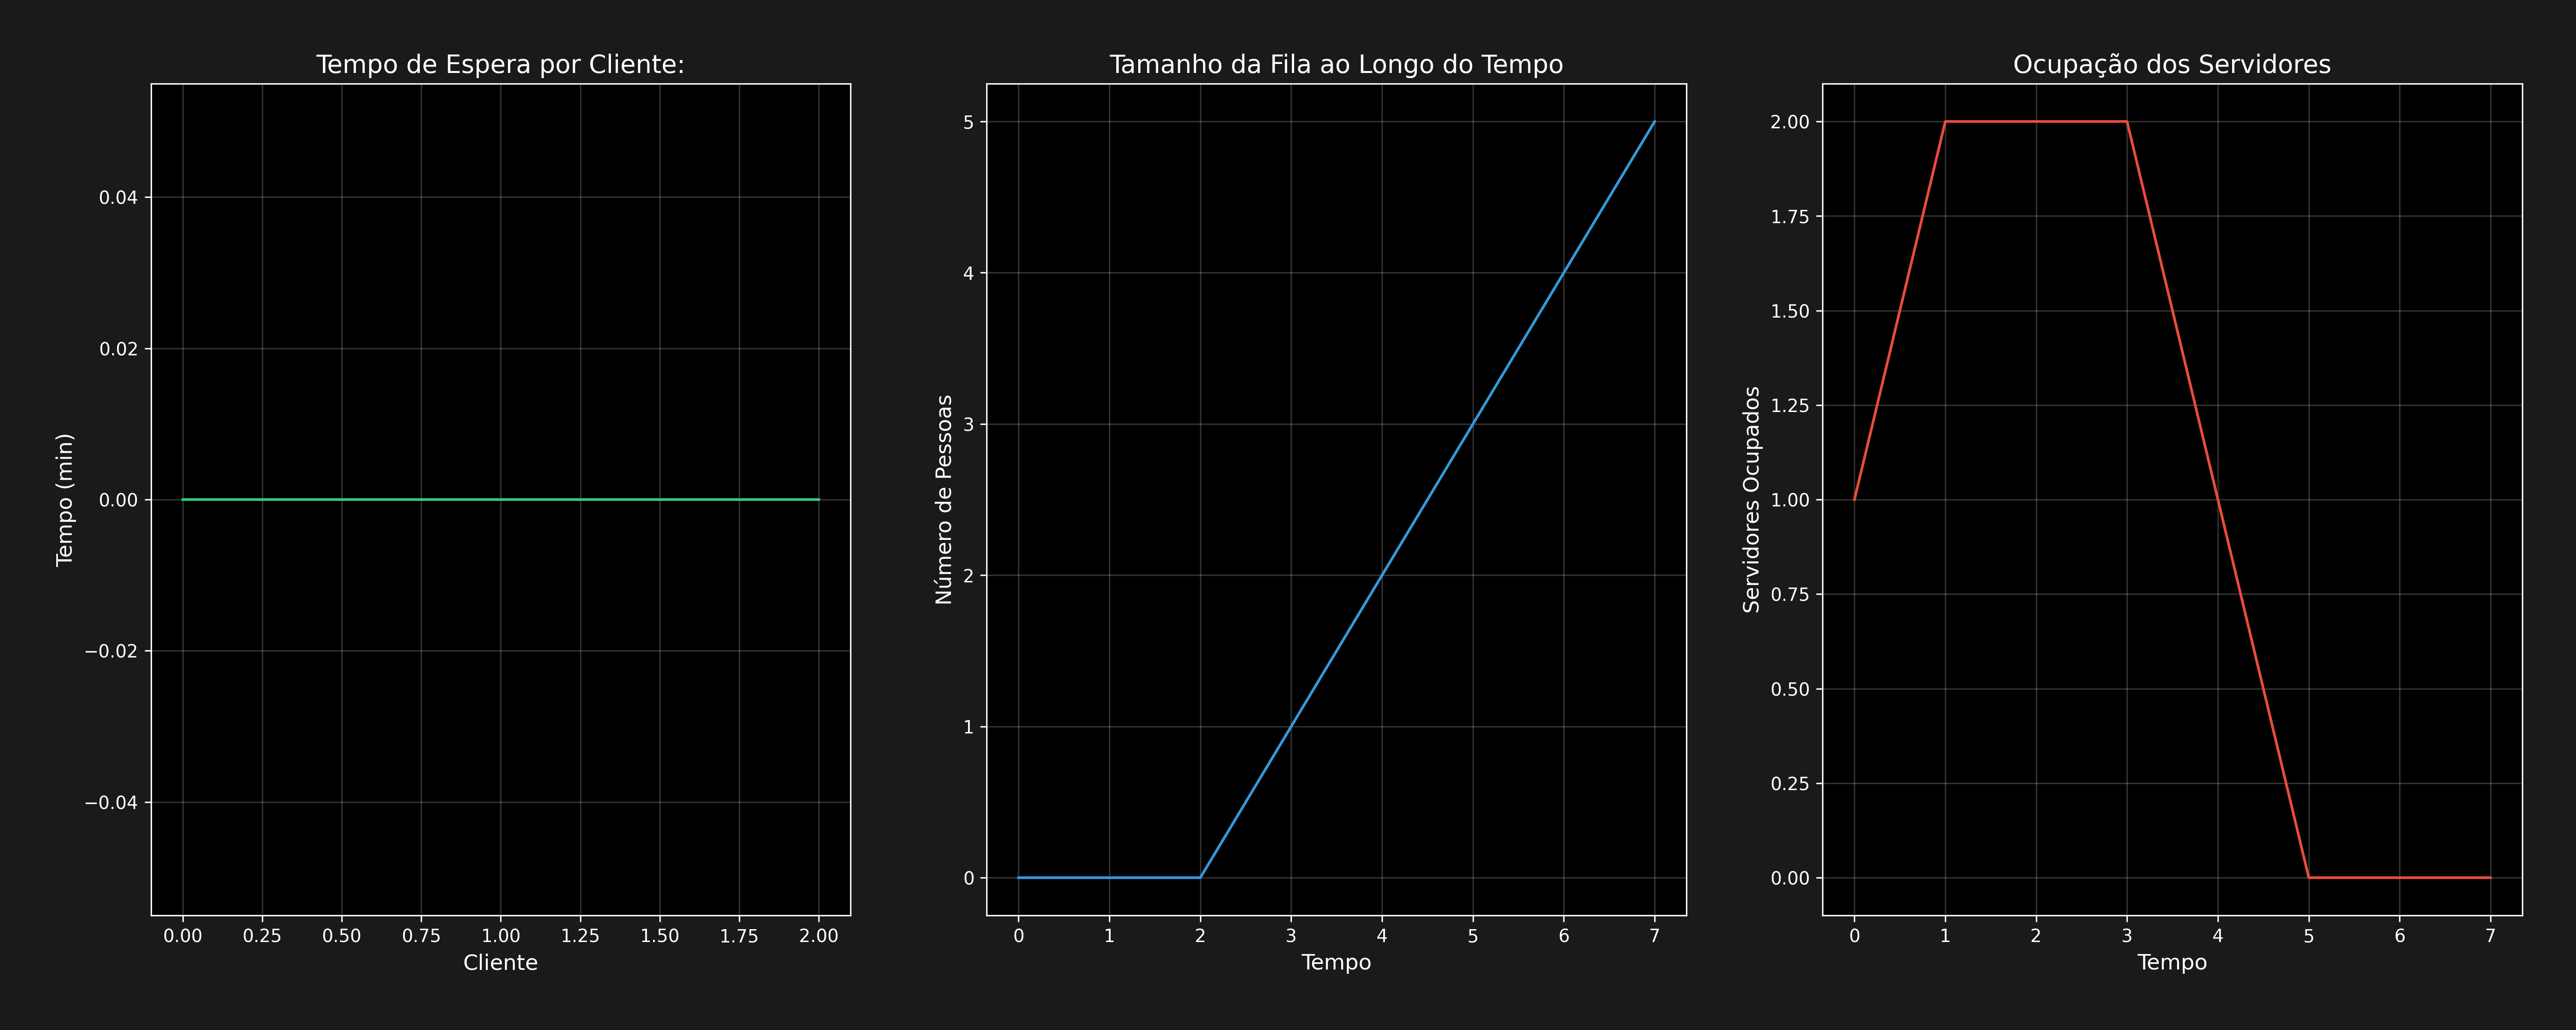 Tempo de Espera por Cliente:
Tempo (min)
0.04
0.02
0.00
−0.02
−0.04
0.00 0.25 0.50 0.75 1.00 1.25 1.50 1.75 2.00
Cliente
Tamanho da Fila ao Longo do Tempo
Número de Pessoas
5
4
3
2
1
0
0 1 2 3 4 5 6 7
Tempo
Ocupação dos Servidores
Servidores Ocupados
2.00
1.75
1.50
1.25
1.00
0.75
0.50
0.25
0.00
0 1 2 3 4 5 6 7
Tempo